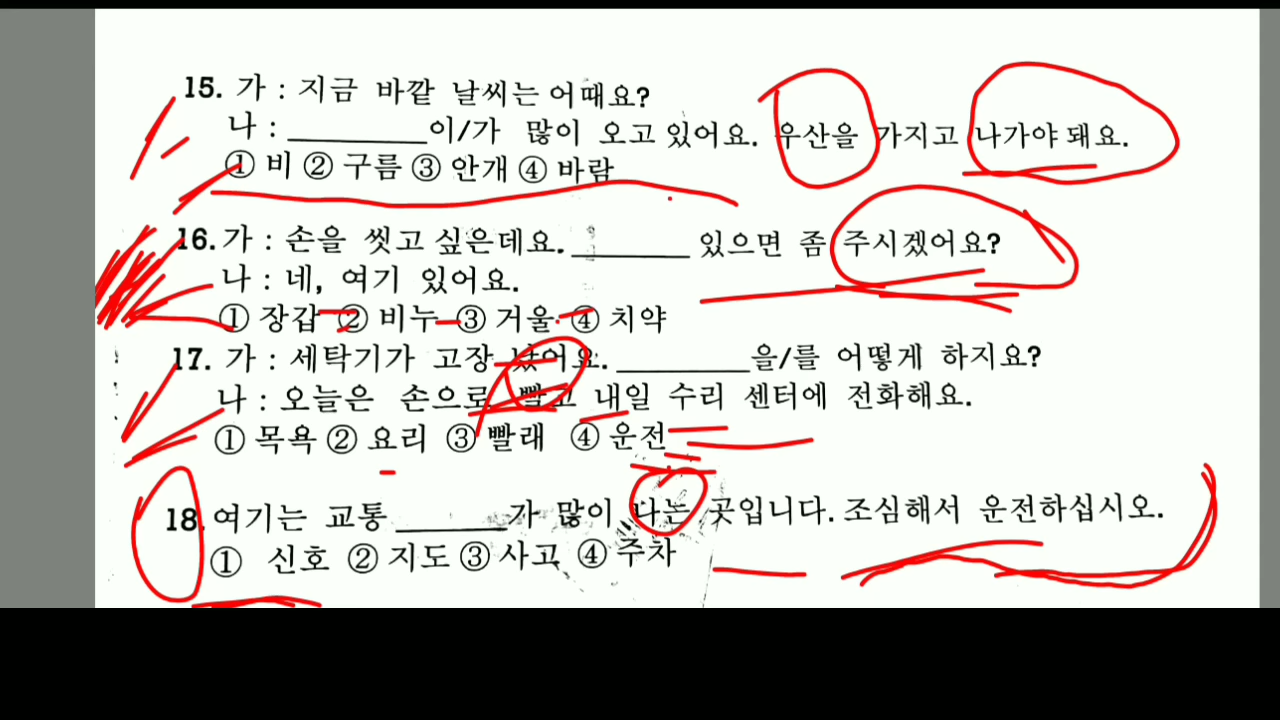 15. 가 : 지금 바깥 날씨는 어때요?
나 : ________이/가 많이 오고 있어요. 우산을 가지고 나가야 돼요.
① 비 ② 구름 ③ 안개 ④ 바람
16. 가 : 손을 씻고 싶은데요. ________ 있으면 좀 주시겠어요?
나 : 네, 여기 있어요.
① 장갑 ② 비누 ③ 거울 ④ 치약
17. 가 : 세탁기가 고장 났어요. ________을/를 어떻게 하지요?
나 : 오늘은 손으로 빨고 내일 수리 센터에 전화해요.
① 목욕 ② 요리 ③ 빨래 ④ 운전
18. 여기는 교통 ________가 많이 나는 곳입니다. 조심해서 운전하십시오.
① 신호 ② 지도 ③ 사고 ④ 주차